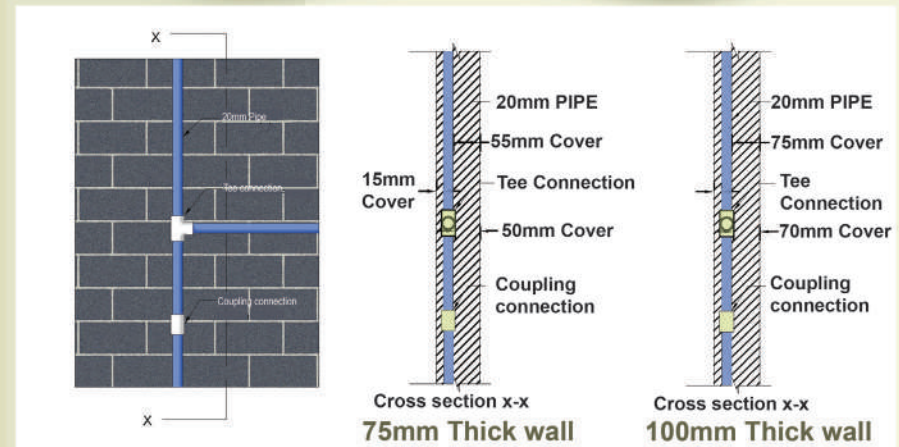 X
20mm Pipe
Tee connection
Coupling connection
X
20mm PIPE
55mm Cover
15mm
Cover
Tee Connection
50mm Cover
Coupling
connection
Cross section x-x
75mm Thick wall
20mm PIPE
75mm Cover
Tee
Connection
70mm Cover
Coupling
connection
Cross section x-x
100mm Thick wall